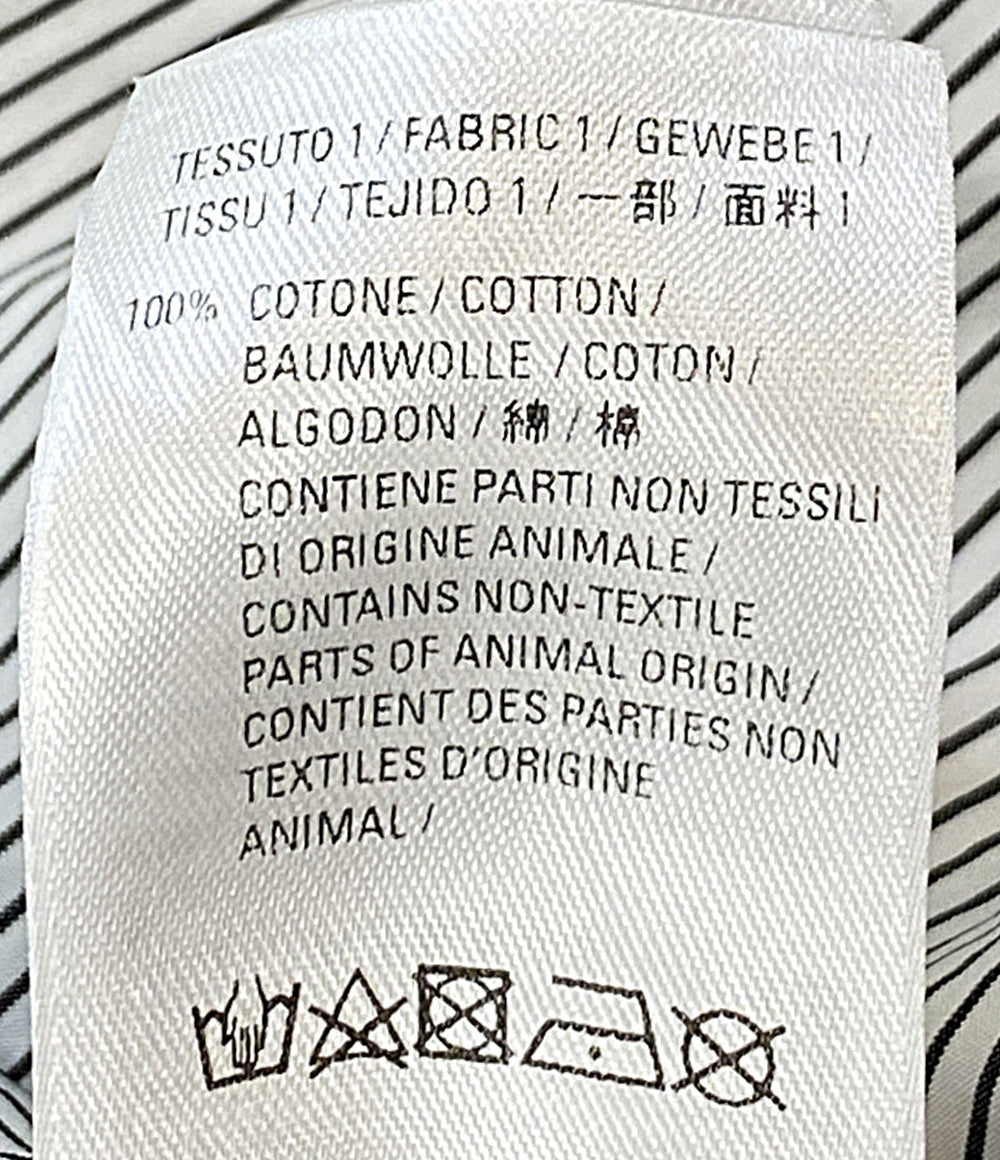 TESSUTO 1 / FABRIC 1 / GEWEBE 1 /
TISSU 1 / TEJIDO 1 / 一部 / 面料 1
100% COTONE / COTTON /
BAUMWOLLE / COTON /
ALGODON / 綿 / 棉
CONTIENE PARTI NON TESSILI
DI ORIGINE ANIMALE /
CONTAINS NON-TEXTILE
PARTS OF ANIMAL ORIGIN /
CONTIENT DES PARTIES NON
TEXTILES D'ORIGINE
ANIMAL /